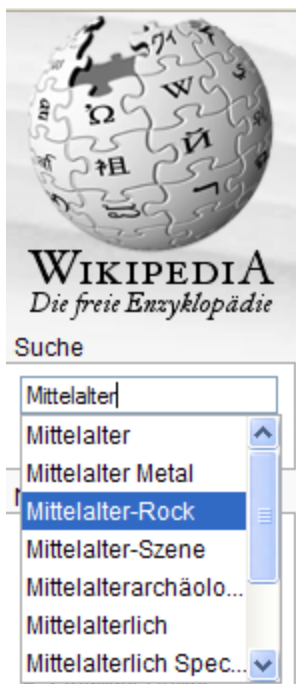 WIKIPEDIA
Die freie Enzyklopädie
Suche
Mittelalter
Mittelalter
Mittelalter Metal
Mittelalter-Rock
Mittelalter-Szene
Mittelalterarchäolo...
Mittelalterlich
Mittelalterlich Spec...